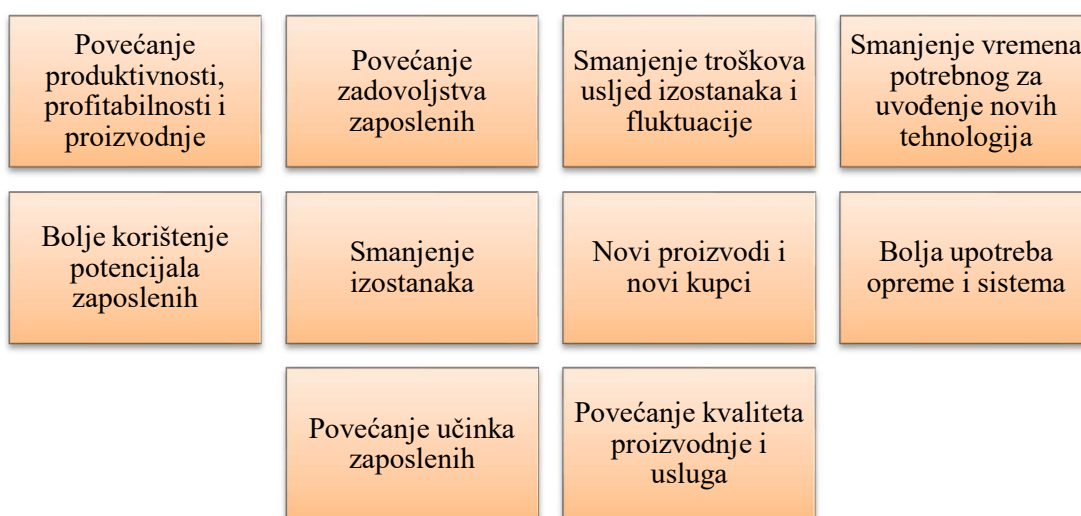 Povećanje
produktivnosti,
profitabilnosti i
proizvodnje
Povećanje
zadovoljstva
zaposlenih
Smanjenje troškova
usljed izostanaka i
fluktuacije
Smanjenje vremena
potrebnog za
uvođenje novih
tehnologija
Bolje korištenje
potencijala
zaposlenih
Smanjenje
izostanaka
Novi proizvodi i
novi kupci
Bolja upotreba
opreme i sistema
Povećanje učinka
zaposlenih
Povećanje kvaliteta
proizvodnje i
usluga